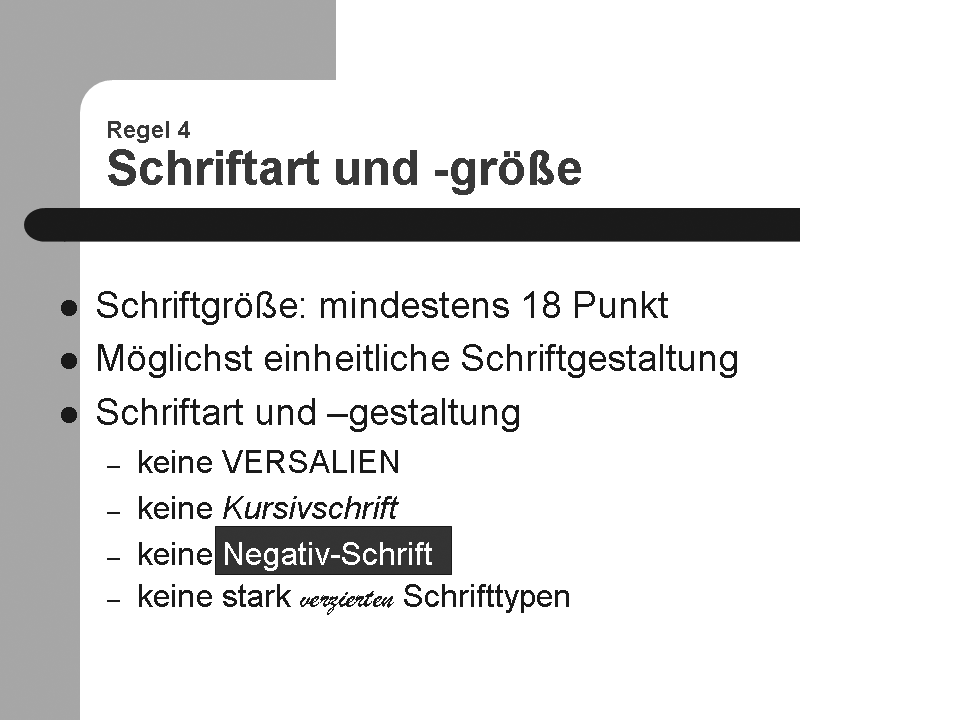 Regel 4
Schriftart und -größe
● Schriftgröße: mindestens 18 Punkt
● Möglichst einheitliche Schriftgestaltung
● Schriftart und –gestaltung
– keine VERSALIEN
– keine Kursivschrift
– keine Negativ-Schrift
– keine stark verzierten Schrifttypen